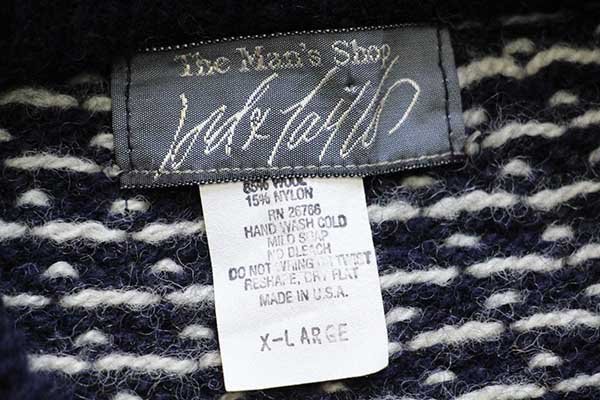 The Man's Shop
Lord & Taylor
85% WOOL
15% NYLON
RN 26766
HAND WASH COLD
MILD SOAP
NO BLEACH
DO NOT WRING OR TWIST
RESHAPE, DRY FLAT
MADE IN U.S.A.
X-LARGE